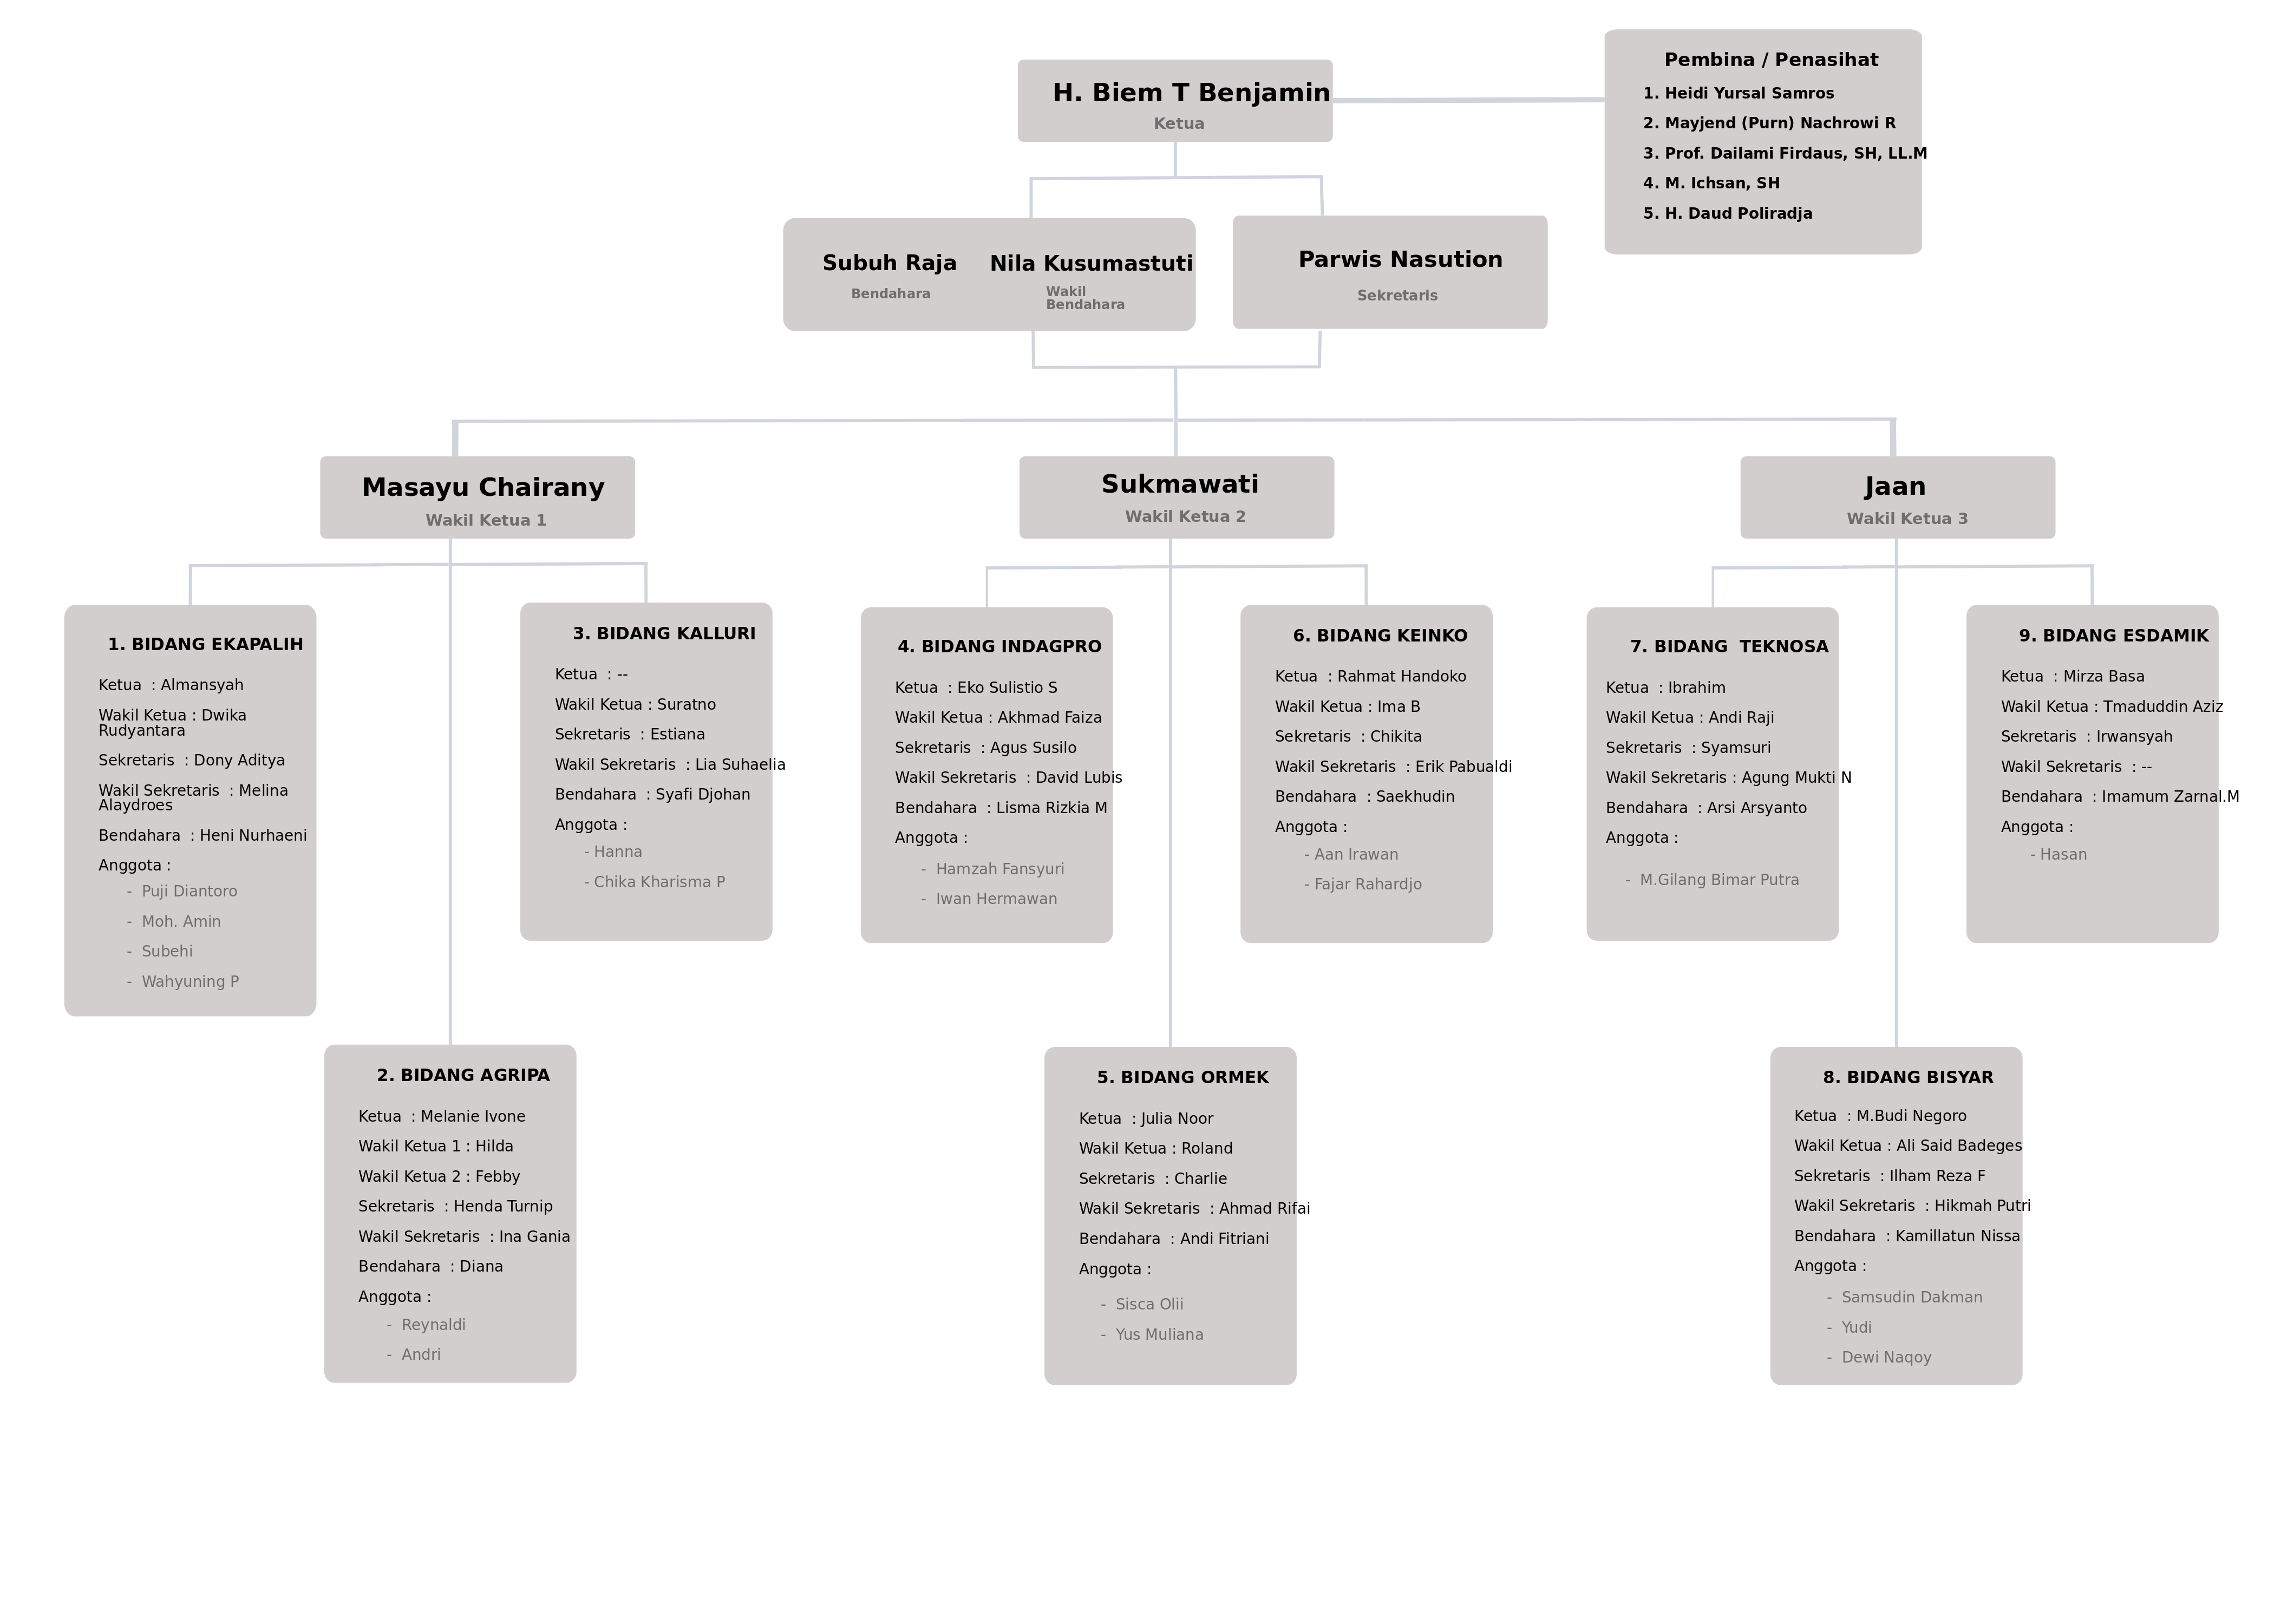 H. Biem T Benjamin
Ketua
Pembina / Penasihat
1. Heidi Yursal Samros
2. Mayjend (Purn) Nachrowi R
3. Prof. Dailami Firdaus, SH, LL.M
4. M. Ichsan, SH
5. H. Daud Poliradja
Subuh Raja
Bendahara
Nila Kusumastuti
Wakil
Bendahara
Parwis Nasution
Sekretaris
Masayu Chairany
Wakil Ketua 1
Sukmawati
Wakil Ketua 2
Jaan
Wakil Ketua 3
1. BIDANG EKAPALIH
Ketua : Almansyah
Wakil Ketua : Dwika
Rudyantara
Sekretaris : Dony Aditya
Wakil Sekretaris : Melina
Alaydroes
Bendahara : Heni Nurhaeni
Anggota :
- Puji Diantoro
- Moh. Amin
- Subehi
- Wahyuning P
3. BIDANG KALLURI
Ketua : --
Wakil Ketua : Suratno
Sekretaris : Estiana
Wakil Sekretaris : Lia Suhaelia
Bendahara : Syafi Djohan
Anggota :
- Hanna
- Chika Kharisma P
4. BIDANG INDAGPRO
Ketua : Eko Sulistio S
Wakil Ketua : Akhmad Faiza
Sekretaris : Agus Susilo
Wakil Sekretaris : David Lubis
Bendahara : Lisma Rizkia M
Anggota :
- Hamzah Fansyuri
- Iwan Hermawan
6. BIDANG KEINKO
Ketua : Rahmat Handoko
Wakil Ketua : Ima B
Sekretaris : Chikita
Wakil Sekretaris : Erik Pabualdi
Bendahara : Saekhudin
Anggota :
- Aan Irawan
- Fajar Rahardjo
7. BIDANG TEKNOSA
Ketua : Ibrahim
Wakil Ketua : Andi Raji
Sekretaris : Syamsuri
Wakil Sekretaris : Agung Mukti N
Bendahara : Arsi Arsyanto
Anggota :
- M.Gilang Bimar Putra
9. BIDANG ESDAMIK
Ketua : Mirza Basa
Wakil Ketua : Tmaduddin Aziz
Sekretaris : Irwansyah
Wakil Sekretaris : --
Bendahara : Imamum Zarnal.M
Anggota :
- Hasan
2. BIDANG AGRIPA
Ketua : Melanie Ivone
Wakil Ketua 1 : Hilda
Wakil Ketua 2 : Febby
Sekretaris : Henda Turnip
Wakil Sekretaris : Ina Gania
Bendahara : Diana
Anggota :
- Reynaldi
- Andri
5. BIDANG ORMEK
Ketua : Julia Noor
Wakil Ketua : Roland
Sekretaris : Charlie
Wakil Sekretaris : Ahmad Rifai
Bendahara : Andi Fitriani
Anggota :
- Sisca Olii
- Yus Muliana
8. BIDANG BISYAR
Ketua : M.Budi Negoro
Wakil Ketua : Ali Said Badeges
Sekretaris : Ilham Reza F
Wakil Sekretaris : Hikmah Putri
Bendahara : Kamillatun Nissa
Anggota :
- Samsudin Dakman
- Yudi
- Dewi Naqoy